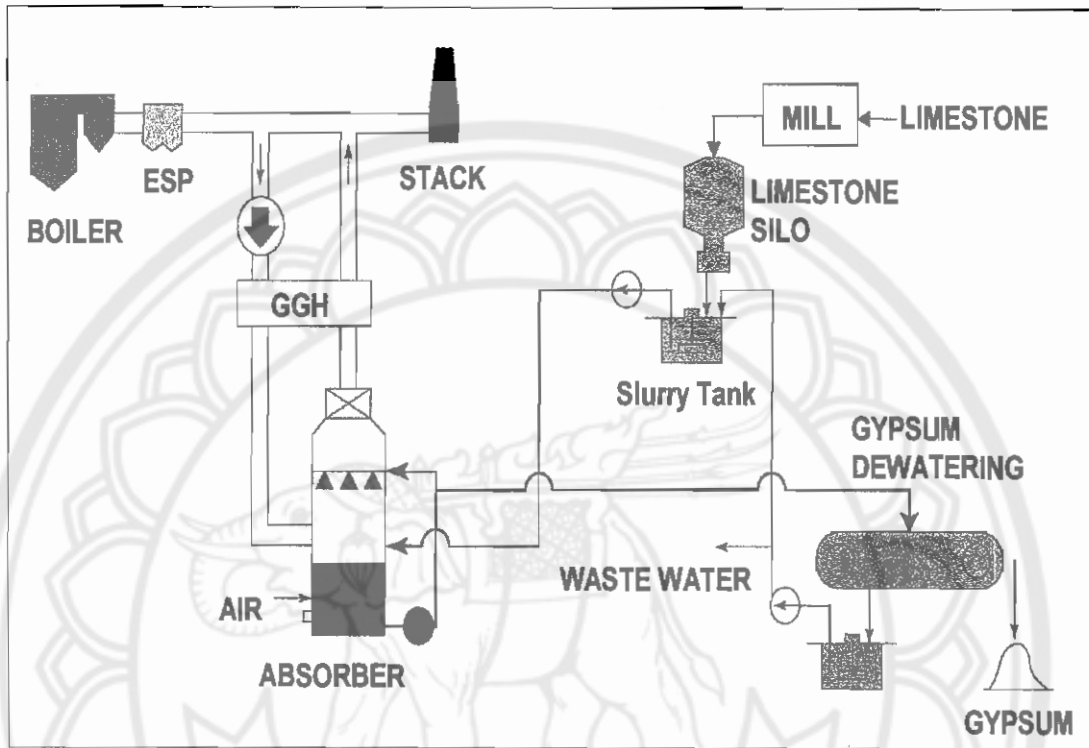 BOILER
ESP
STACK
MILL
LIMESTONE
LIMESTONE
SILO
GGH
Slurry Tank
GYPSUM
DEWATERING
WASTE WATER
AIR
ABSORBER
GYPSUM